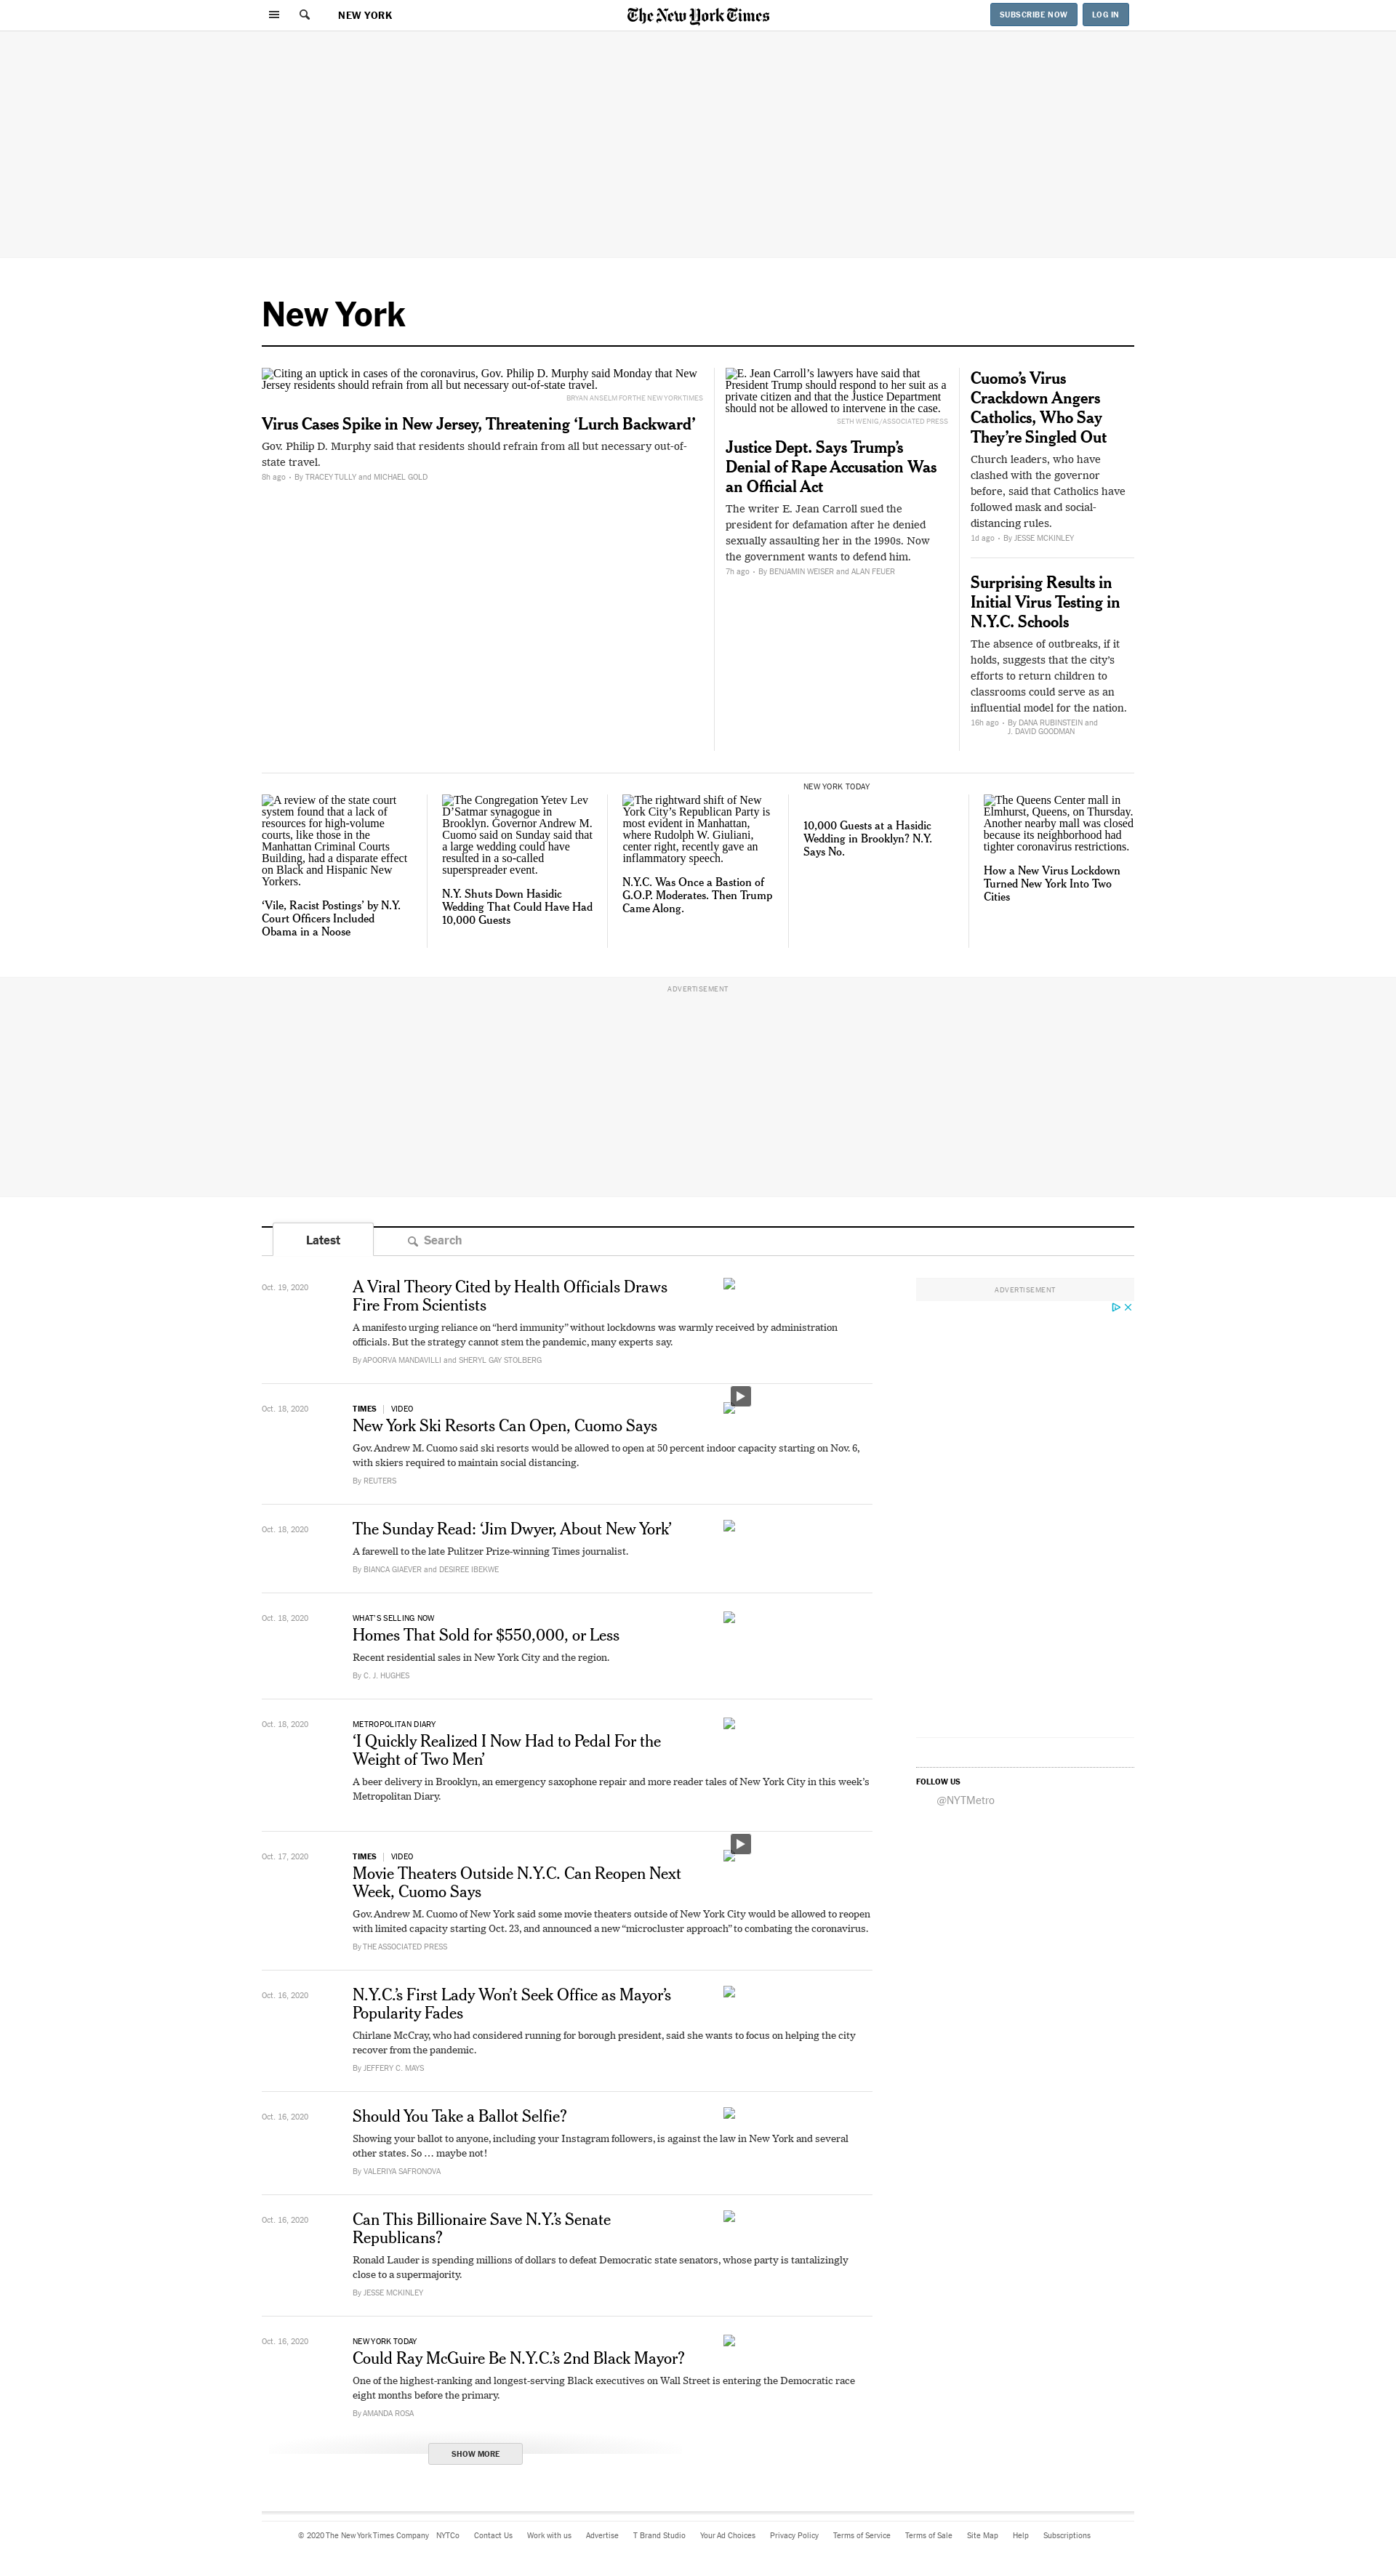 NEW YORK
The New York Times
SUBSCRIBE NOW
LOG IN
New York
Citing an uptick in cases of the coronavirus, Gov. Philip D. Murphy said Monday that New
Jersey residents should refrain from all but necessary out-of-state travel.
BRYAN ANSELM FOR THE NEW YORK TIMES
Virus Cases Spike in New Jersey, Threatening ‘Lurch Backward’
Gov. Philip D. Murphy said that residents should refrain from all but necessary out-of-
state travel.
8h ago • By TRACEY TULLY and MICHAEL GOLD
E. Jean Carroll’s lawyers have said that
President Trump should respond to her suit as a
private citizen and that the Justice Department
should not be allowed to intervene in the case.
SETH WENIG/ASSOCIATED PRESS
Justice Dept. Says Trump’s
Denial of Rape Accusation Was
an Official Act
The writer E. Jean Carroll sued the
president for defamation after he denied
sexually assaulting her in the 1990s. Now
the government wants to defend him.
7h ago • By BENJAMIN WEISER and ALAN FEUER
Cuomo’s Virus
Crackdown Angers
Catholics, Who Say
They’re Singled Out
Church leaders, who have
clashed with the governor
before, said that Catholics have
followed mask and social-
distancing rules.
1d ago • By JESSE MCKINLEY
Surprising Results in
Initial Virus Testing in
N.Y.C. Schools
The absence of outbreaks, if it
holds, suggests that the city’s
efforts to return children to
classrooms could serve as an
influential model for the nation.
16h ago • By DANA RUBINSTEIN and
J. DAVID GOODMAN
A review of the state court
system found that a lack of
resources for high-volume
courts, like those in the
Manhattan Criminal Courts
Building, had a disparate effect
on Black and Hispanic New
Yorkers.
‘Vile, Racist Postings’ by N.Y.
Court Officers Included
Obama in a Noose
The Congregation Yetev Lev
D’Satmar synagogue in
Brooklyn. Governor Andrew M.
Cuomo said on Sunday said that
a large wedding could have
resulted in a so-called
superspreader event.
N.Y. Shuts Down Hasidic
Wedding That Could Have Had
10,000 Guests
The rightward shift of New
York City’s Republican Party is
most evident in Manhattan,
where Rudolph W. Giuliani,
center right, recently gave an
inflammatory speech.
N.Y.C. Was Once a Bastion of
G.O.P. Moderates. Then Trump
Came Along.
NEW YORK TODAY
10,000 Guests at a Hasidic
Wedding in Brooklyn? N.Y.
Says No.
The Queens Center mall in
Elmhurst, Queens, on Thursday.
Another nearby mall was closed
because its neighborhood had
tighter coronavirus restrictions.
How a New Virus Lockdown
Turned New York Into Two
Cities
ADVERTISEMENT
Latest
Search
Oct. 19, 2020
A Viral Theory Cited by Health Officials Draws
Fire From Scientists
A manifesto urging reliance on “herd immunity” without lockdowns was warmly received by administration
officials. But the strategy cannot stem the pandemic, many experts say.
By APOORVA MANDAVILLI and SHERYL GAY STOLBERG
ADVERTISEMENT
Oct. 18, 2020
TIMES | VIDEO
New York Ski Resorts Can Open, Cuomo Says
Gov. Andrew M. Cuomo said ski resorts would be allowed to open at 50 percent indoor capacity starting on Nov. 6,
with skiers required to maintain social distancing.
By REUTERS
Oct. 18, 2020
The Sunday Read: ‘Jim Dwyer, About New York’
A farewell to the late Pulitzer Prize-winning Times journalist.
By BIANCA GIAEVER and DESIREE IBEKWE
Oct. 18, 2020
WHAT’S SELLING NOW
Homes That Sold for $550,000, or Less
Recent residential sales in New York City and the region.
By C. J. HUGHES
Oct. 18, 2020
METROPOLITAN DIARY
‘I Quickly Realized I Now Had to Pedal For the
Weight of Two Men’
A beer delivery in Brooklyn, an emergency saxophone repair and more reader tales of New York City in this week’s
Metropolitan Diary.
FOLLOW US
@NYTMetro
Oct. 17, 2020
TIMES | VIDEO
Movie Theaters Outside N.Y.C. Can Reopen Next
Week, Cuomo Says
Gov. Andrew M. Cuomo of New York said some movie theaters outside of New York City would be allowed to reopen
with limited capacity starting Oct. 23, and announced a new “microcluster approach” to combating the coronavirus.
By THE ASSOCIATED PRESS
Oct. 16, 2020
N.Y.C.’s First Lady Won’t Seek Office as Mayor’s
Popularity Fades
Chirlane McCray, who had considered running for borough president, said she wants to focus on helping the city
recover from the pandemic.
By JEFFERY C. MAYS
Oct. 16, 2020
Should You Take a Ballot Selfie?
Showing your ballot to anyone, including your Instagram followers, is against the law in New York and several
other states. So … maybe not!
By VALERIYA SAFRONOVA
Oct. 16, 2020
Can This Billionaire Save N.Y.’s Senate
Republicans?
Ronald Lauder is spending millions of dollars to defeat Democratic state senators, whose party is tantalizingly
close to a supermajority.
By JESSE MCKINLEY
Oct. 16, 2020
NEW YORK TODAY
Could Ray McGuire Be N.Y.C.’s 2nd Black Mayor?
One of the highest-ranking and longest-serving Black executives on Wall Street is entering the Democratic race
eight months before the primary.
By AMANDA ROSA
SHOW MORE
© 2020 The New York Times Company NYTCo Contact Us Work with us Advertise T Brand Studio Your Ad Choices Privacy Policy Terms of Service Terms of Sale Site Map Help Subscriptions